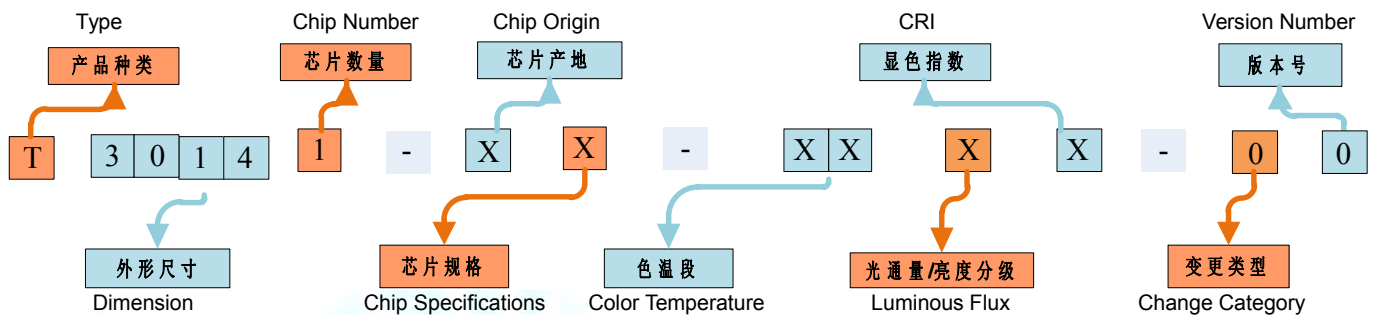 Type Chip Number Chip Origin CRI Version Number
产品种类 芯片数量 芯片产地 显色指数 版本号
T 3 0 1 4 1 - X X - X X X X - 0 0
外形尺寸 芯片规格 色温段 光通量/亮度分级 变更类型
Dimension Chip Specifications Color Temperature Luminous Flux Change Category